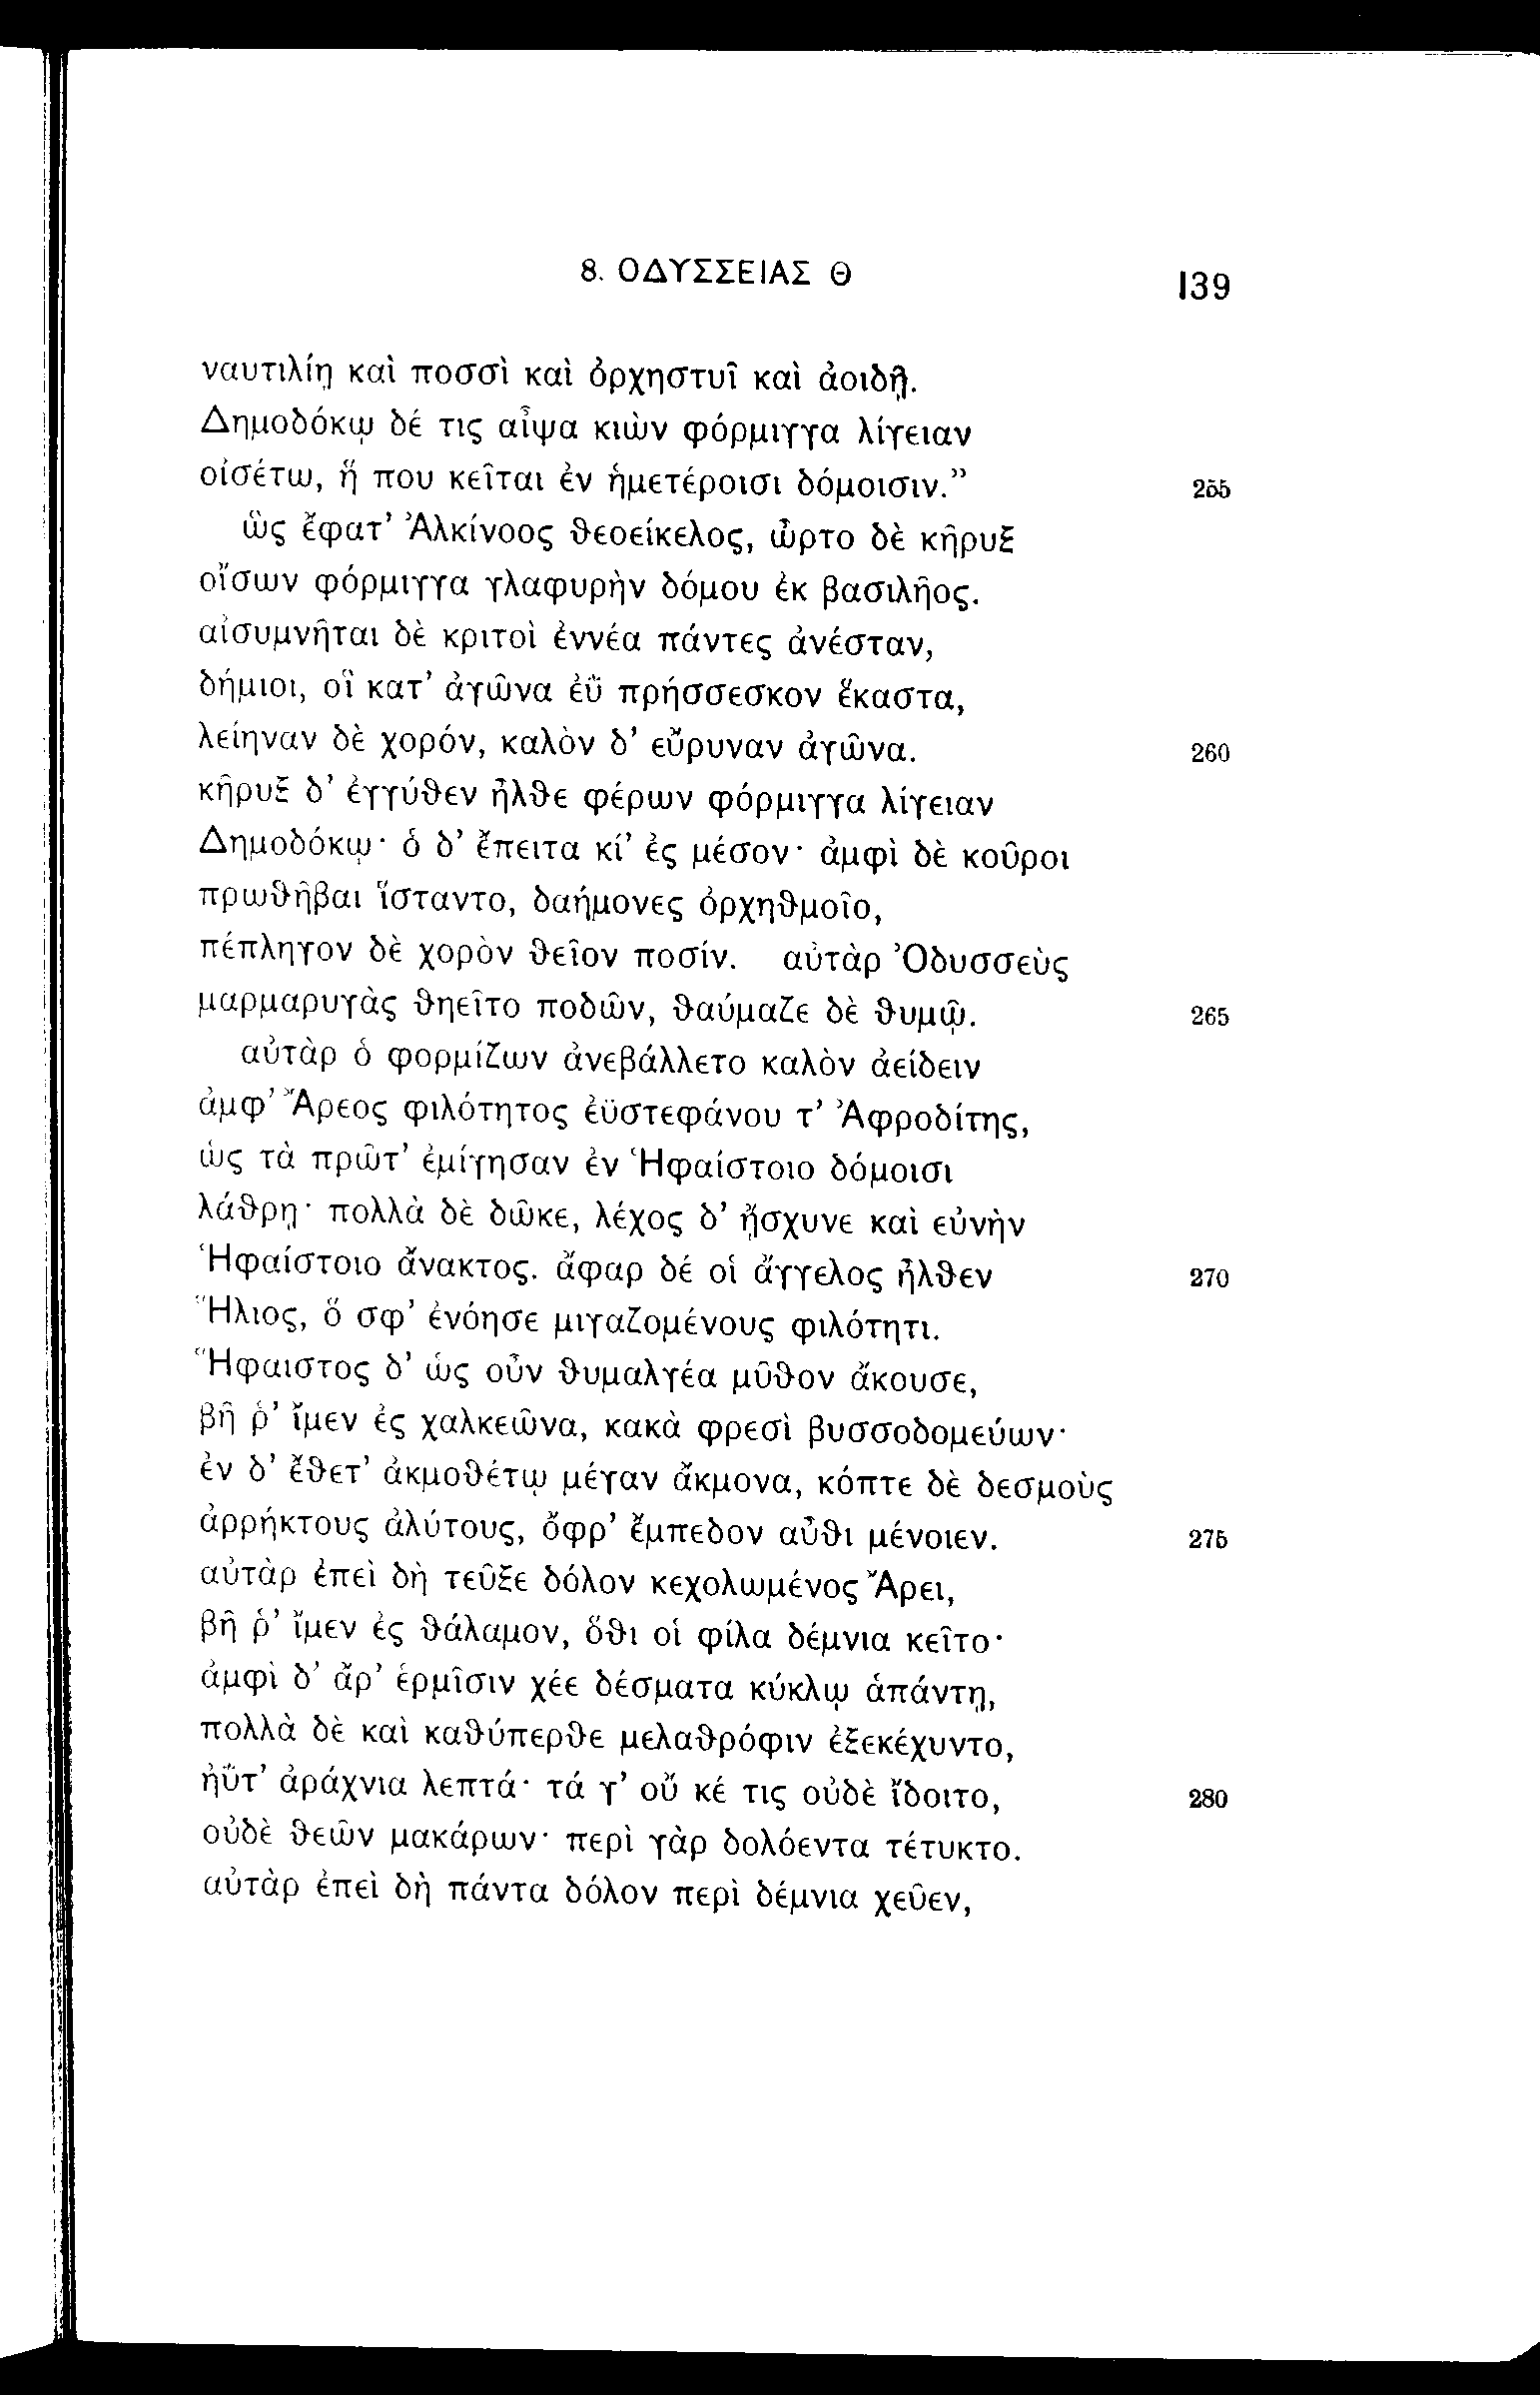 8. ΟΔΥΣΣΕΙΑΣ Θ
139
ναυτιλίῃ καὶ ποσσὶ καὶ ὀρχηστυῖ καὶ ἀοιδῇ.
Δημοδόκῳ δέ τις αἶψα κιὼν φόρμιγγα λίγειαν
οἰσέτω, ἥ που κεῖται ἐν ἡμετέροισι δόμοισιν.” 255
ὣς ἔφατ’ Ἀλκίνοος θεοείκελος, ὦρτο δὲ κῆρυξ
οἴσων φόρμιγγα γλαφυρὴν δόμου ἐκ βασιλῆος.
αἰσυμνῆται δὲ κριτοὶ ἐννέα πάντες ἀνέσταν,
δήμιοι, οἳ κατ’ ἀγῶνα ἐῢ πρήσσεσκον ἕκαστα,
λείηναν δὲ χορόν, καλὸν δ’ εὔρυναν ἀγῶνα. 260
κῆρυξ δ’ ἐγγύθεν ἦλθε φέρων φόρμιγγα λίγειαν
Δημοδόκῳ· ὁ δ’ ἔπειτα κί’ ἐς μέσον· ἀμφὶ δὲ κοῦροι
πρωθῆβαι ἵσταντο, δαήμονες ὀρχηθμοῖο,
πέπληγον δὲ χορὸν θεῖον ποσίν. αὐτὰρ Ὀδυσσεὺς
μαρμαρυγὰς θηεῖτο ποδῶν, θαύμαζε δὲ θυμῷ. 265
αὐτὰρ ὁ φορμίζων ἀνεβάλλετο καλὸν ἀείδειν
ἀμφ’ Ἄρεος φιλότητος ἐϋστεφάνου τ’ Ἀφροδίτης,
ὡς τὰ πρῶτ’ ἐμίγησαν ἐν Ἡφαίστοιο δόμοισι
λάθρῃ· πολλὰ δὲ δῶκε, λέχος δ’ ᾔσχυνε καὶ εὐνὴν
Ἡφαίστοιο ἄνακτος. ἄφαρ δέ οἱ ἄγγελος ἦλθεν 270
Ἥλιος, ὅ σφ’ ἐνόησε μιγαζομένους φιλότητι.
Ἥφαιστος δ’ ὡς οὖν θυμαλγέα μῦθον ἄκουσε,
βῆ ῥ’ ἴμεν ἐς χαλκεῶνα, κακὰ φρεσὶ βυσσοδομεύων·
ἐν δ’ ἔθετ’ ἀκμοθέτῳ μέγαν ἄκμονα, κόπτε δὲ δεσμοὺς
ἀρρήκτους ἀλύτους, ὄφρ’ ἔμπεδον αὖθι μένοιεν. 275
αὐτὰρ ἐπεὶ δὴ τεῦξε δόλον κεχολωμένος Ἄρει,
βῆ ῥ’ ἴμεν ἐς θάλαμον, ὅθι οἱ φίλα δέμνια κεῖτο·
ἀμφὶ δ’ ἄρ’ ἑρμῖσιν χέε δέσματα κύκλῳ ἁπάντῃ,
πολλὰ δὲ καὶ καθύπερθε μελαθρόφιν ἐξεκέχυντο,
ἠΰτ’ ἀράχνια λεπτά· τά γ’ οὔ κέ τις οὐδὲ ἴδοιτο, 280
οὐδὲ θεῶν μακάρων· περὶ γὰρ δολόεντα τέτυκτο.
αὐτὰρ ἐπεὶ δὴ πάντα δόλον περὶ δέμνια χεῦεν,